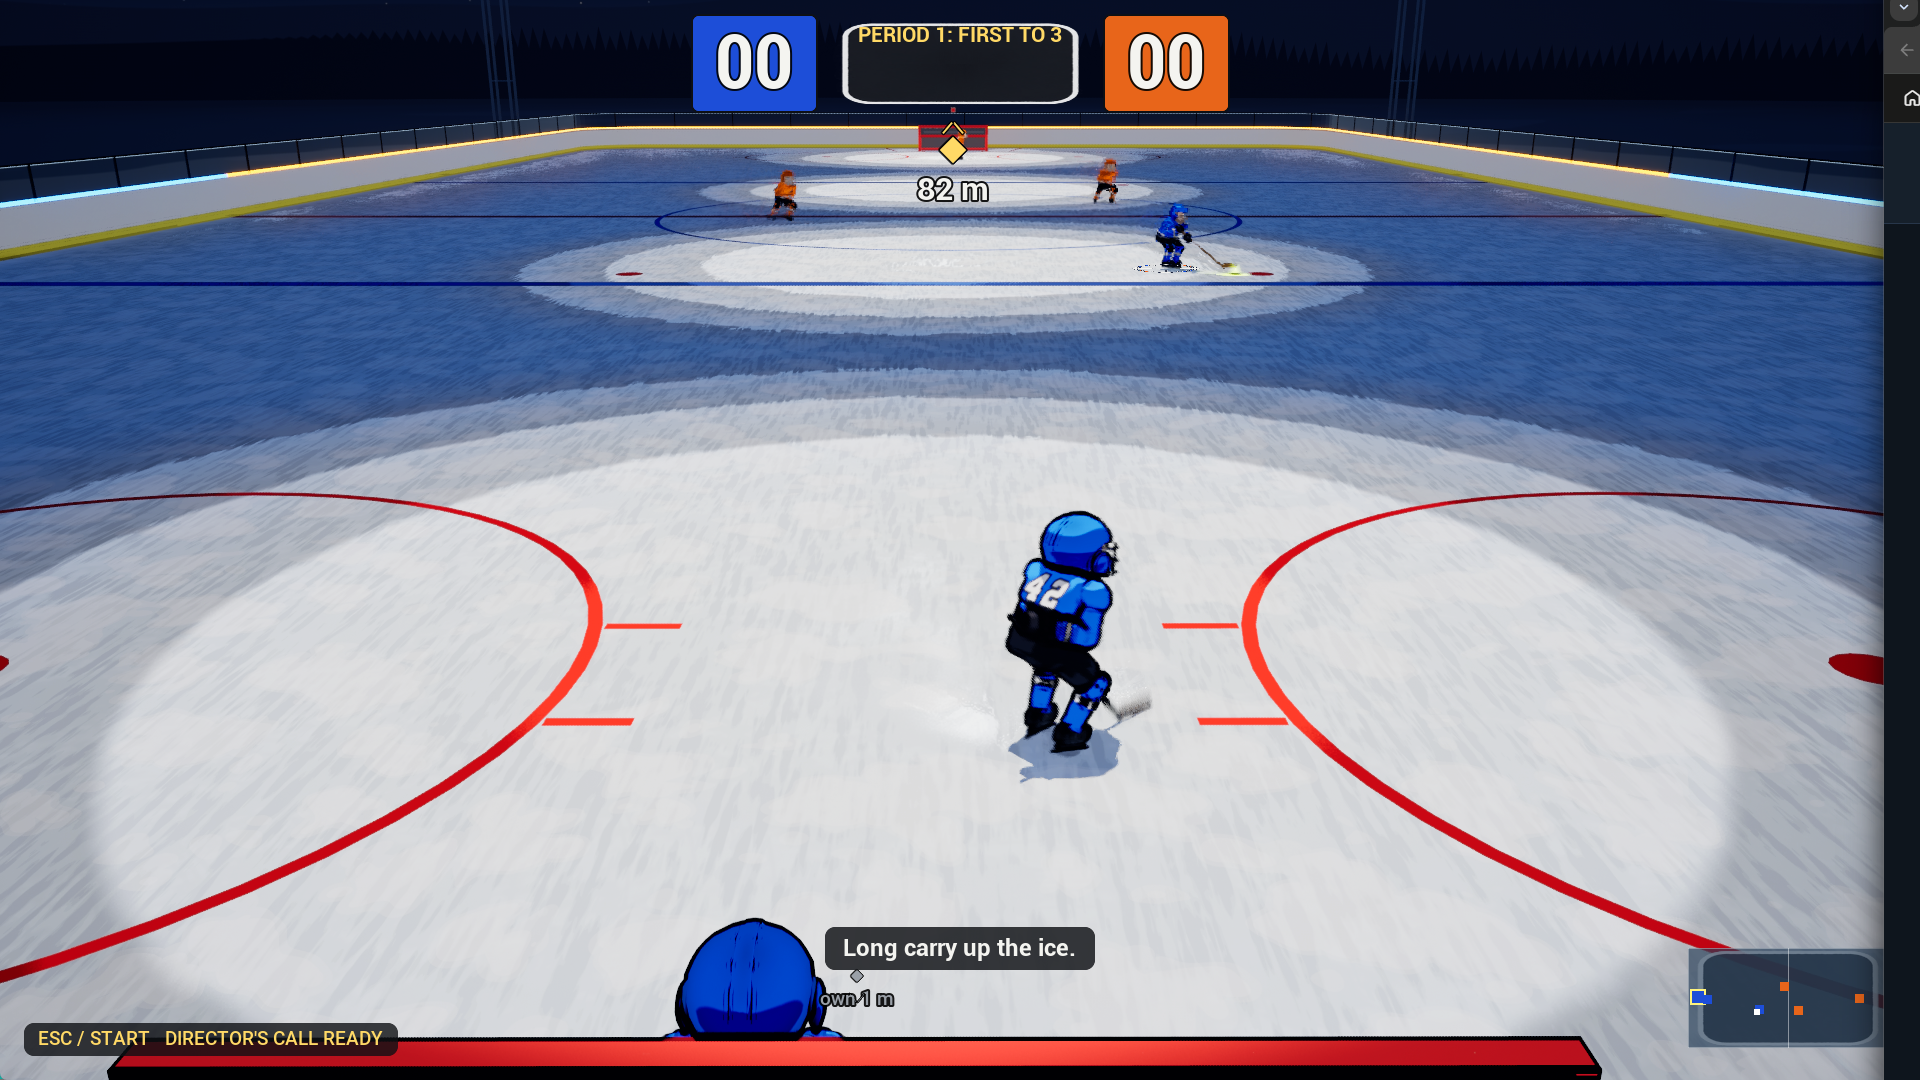 00
PERIOD 1: FIRST TO 3
00
82 m
42
Long carry up the ice.
own 1 m
ESC / START DIRECTOR'S CALL READY